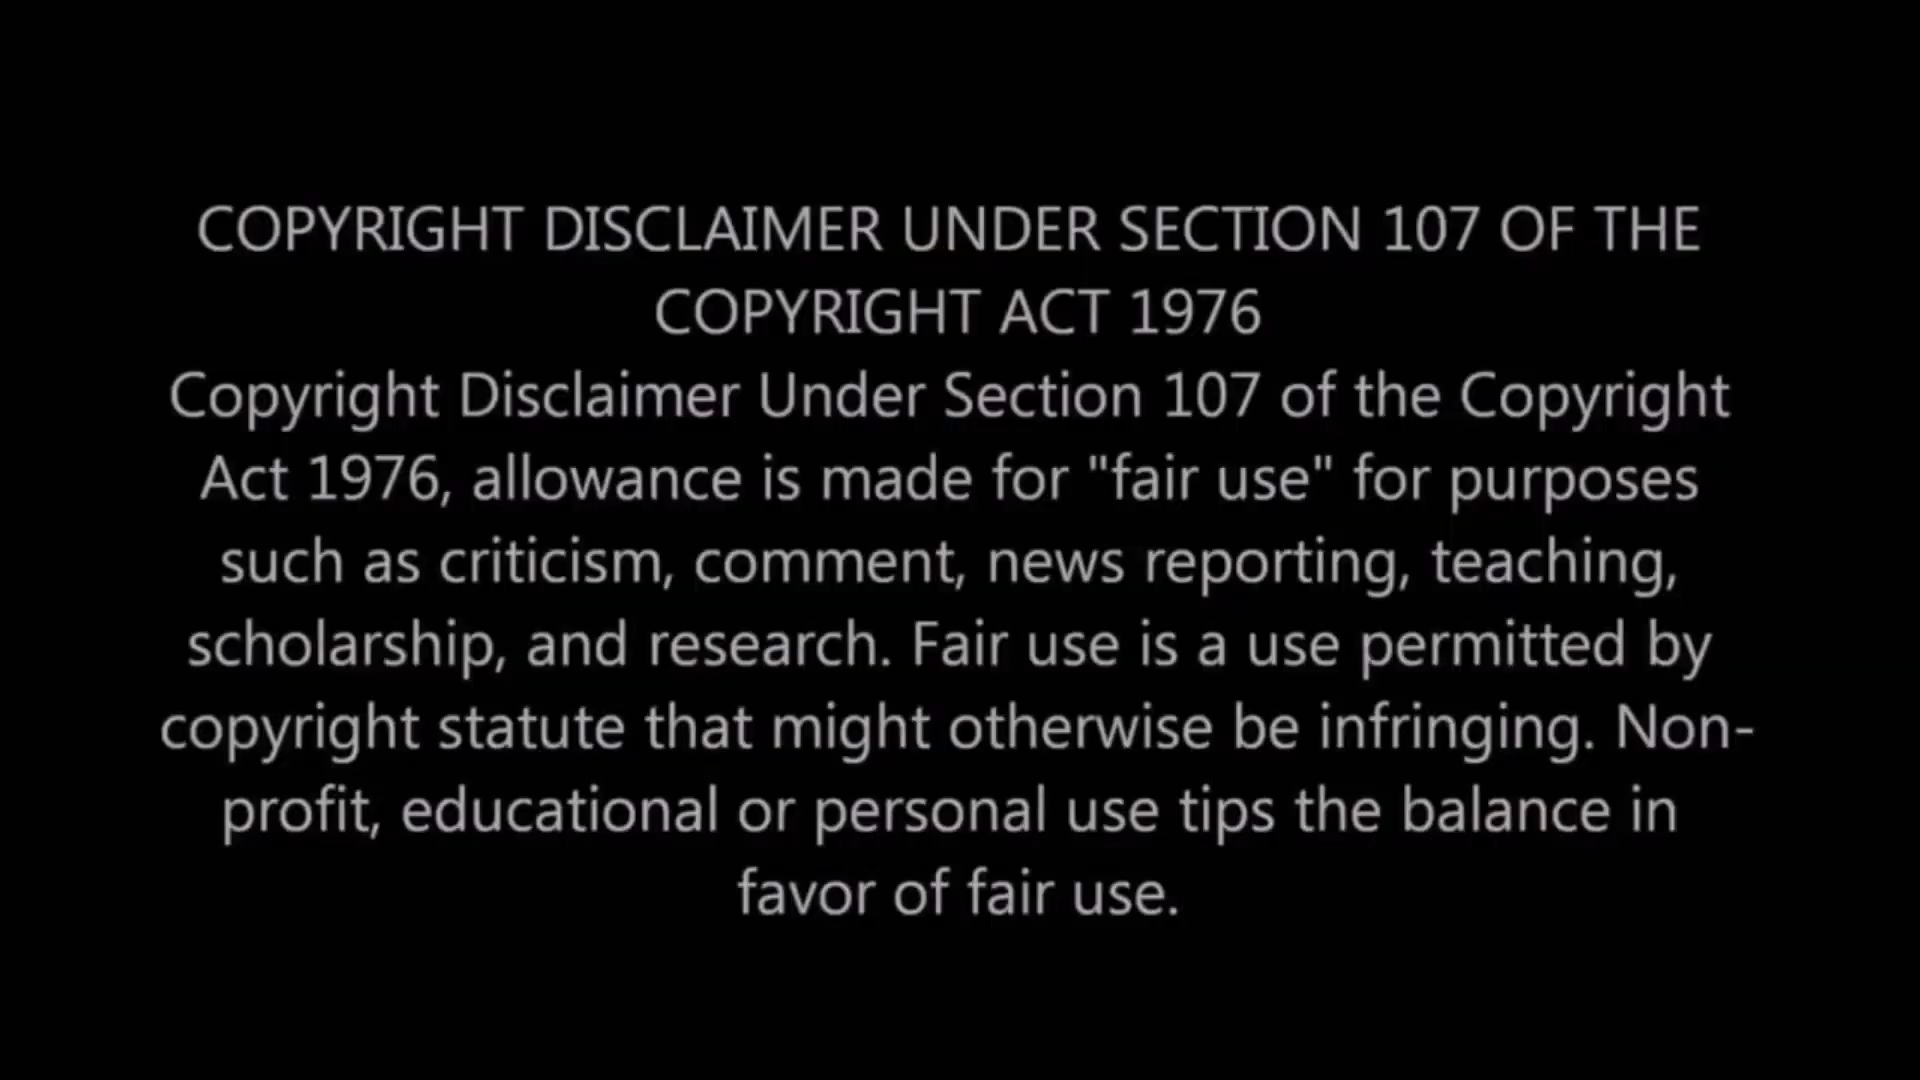 COPYRIGHT DISCLAIMER UNDER SECTION 107 OF THE
COPYRIGHT ACT 1976
Copyright Disclaimer Under Section 107 of the Copyright
Act 1976, allowance is made for "fair use" for purposes
such as criticism, comment, news reporting, teaching,
scholarship, and research. Fair use is a use permitted by
copyright statute that might otherwise be infringing. Non-
profit, educational or personal use tips the balance in
favor of fair use.